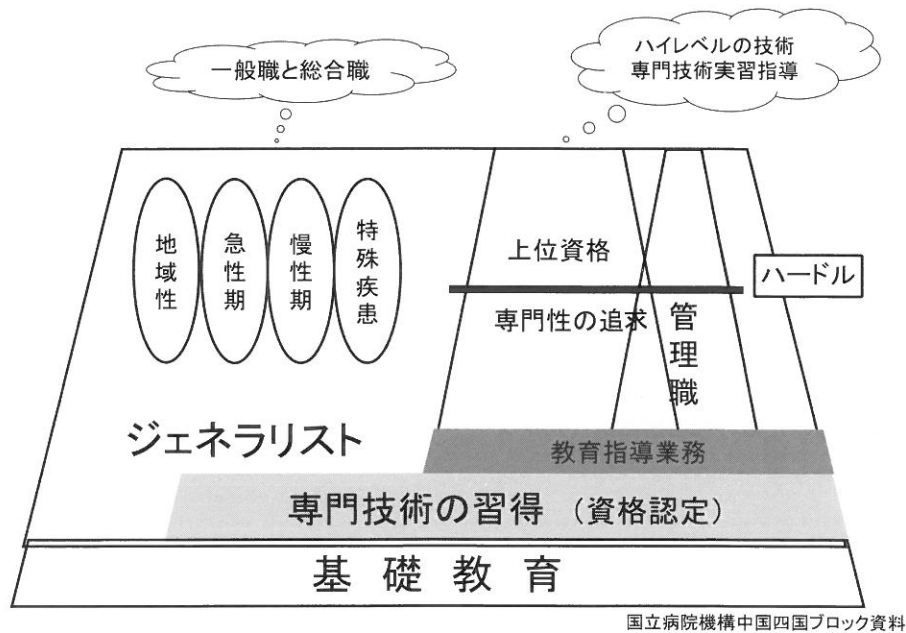 一般職と総合職
ハイレベルの技術
専門技術実習指導
地域性
急性期
慢性期
特殊疾患
上位資格
ハードル
専門性の追求
管理職
ジェネラリスト
教育指導業務
専門技術の習得 （資格認定）
基礎教育
国立病院機構中国四国ブロック資料